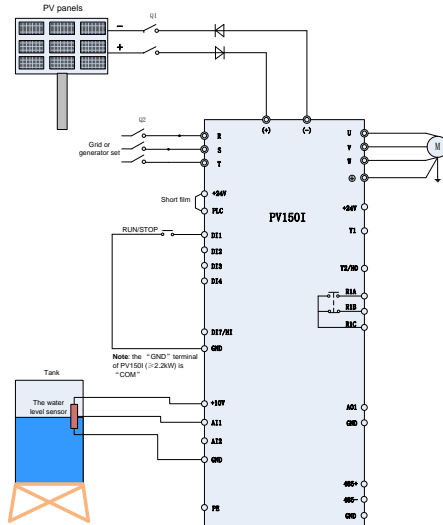 PV panels
−
Q1
+
(+)
(-)
Q2
R
S
T
Grid or
generator set
U
V
W
M
+24V
PLC
Short film
PV150I
+24V
Y1
RUN/STOP
DI1
DI2
DI3
DI4
Y2/HO
R1A
R1B
R1C
DI7/HI
GND
Note: the “GND” terminal
of PV150I (≥2.2kW) is
“COM”
Tank
The water
level sensor
+10V
AI1
AI2
GND
AO1
GND
485+
485-
GND
PE